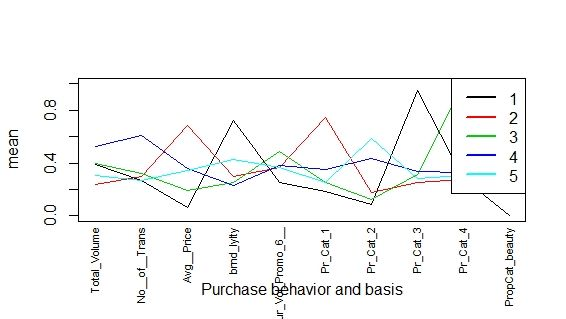 mean
0.8
0.4
0.0
1
2
3
4
5
Total_Volume
No__of__Trans
Avg__Price
brnd_lylty
Pr_Cat_1
Pr_Cat_2
Pr_Cat_3
Pr_Cat_4
PropCat_beauty
Purchase behavior and basis